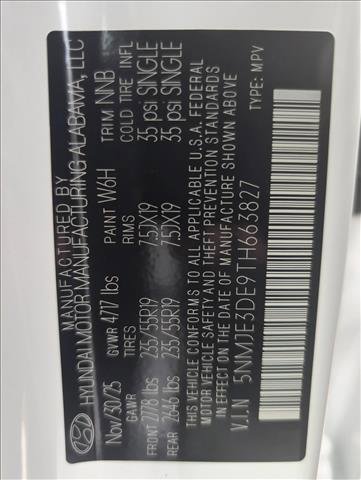 MANUFACTURED BY
HYUNDAI MOTOR MANUFACTURING ALABAMA, LLC
Nov/30/25 GVWR 4717 lbs PAINT W6H TRIM NNB
GAWR TIRES RIMS COLD TIRE INFL
FRONT 2778 lbs 235/55R19 7.5JX19 35 psi SINGLE
REAR 2646 lbs 235/55R19 7.5JX19 35 psi SINGLE
THIS VEHICLE CONFORMS TO ALL APPLICABLE U.S.A. FEDERAL
MOTOR VEHICLE SAFETY AND THEFT PREVENTION STANDARDS
IN EFFECT ON THE DATE OF MANUFACTURE SHOWN ABOVE.
V.I.N 5NMJE3DE9TH663827 TYPE: MPV